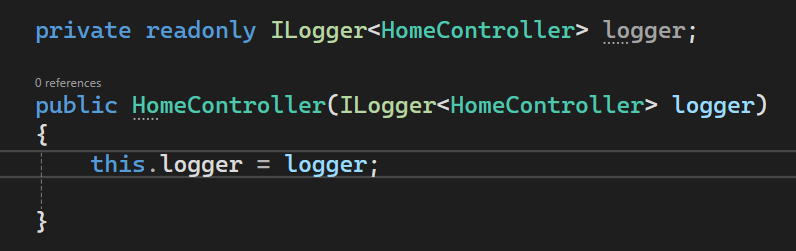 private readonly ILogger<HomeController> logger;
0 references
public HomeController(ILogger<HomeController> logger)
{
this.logger = logger;
}